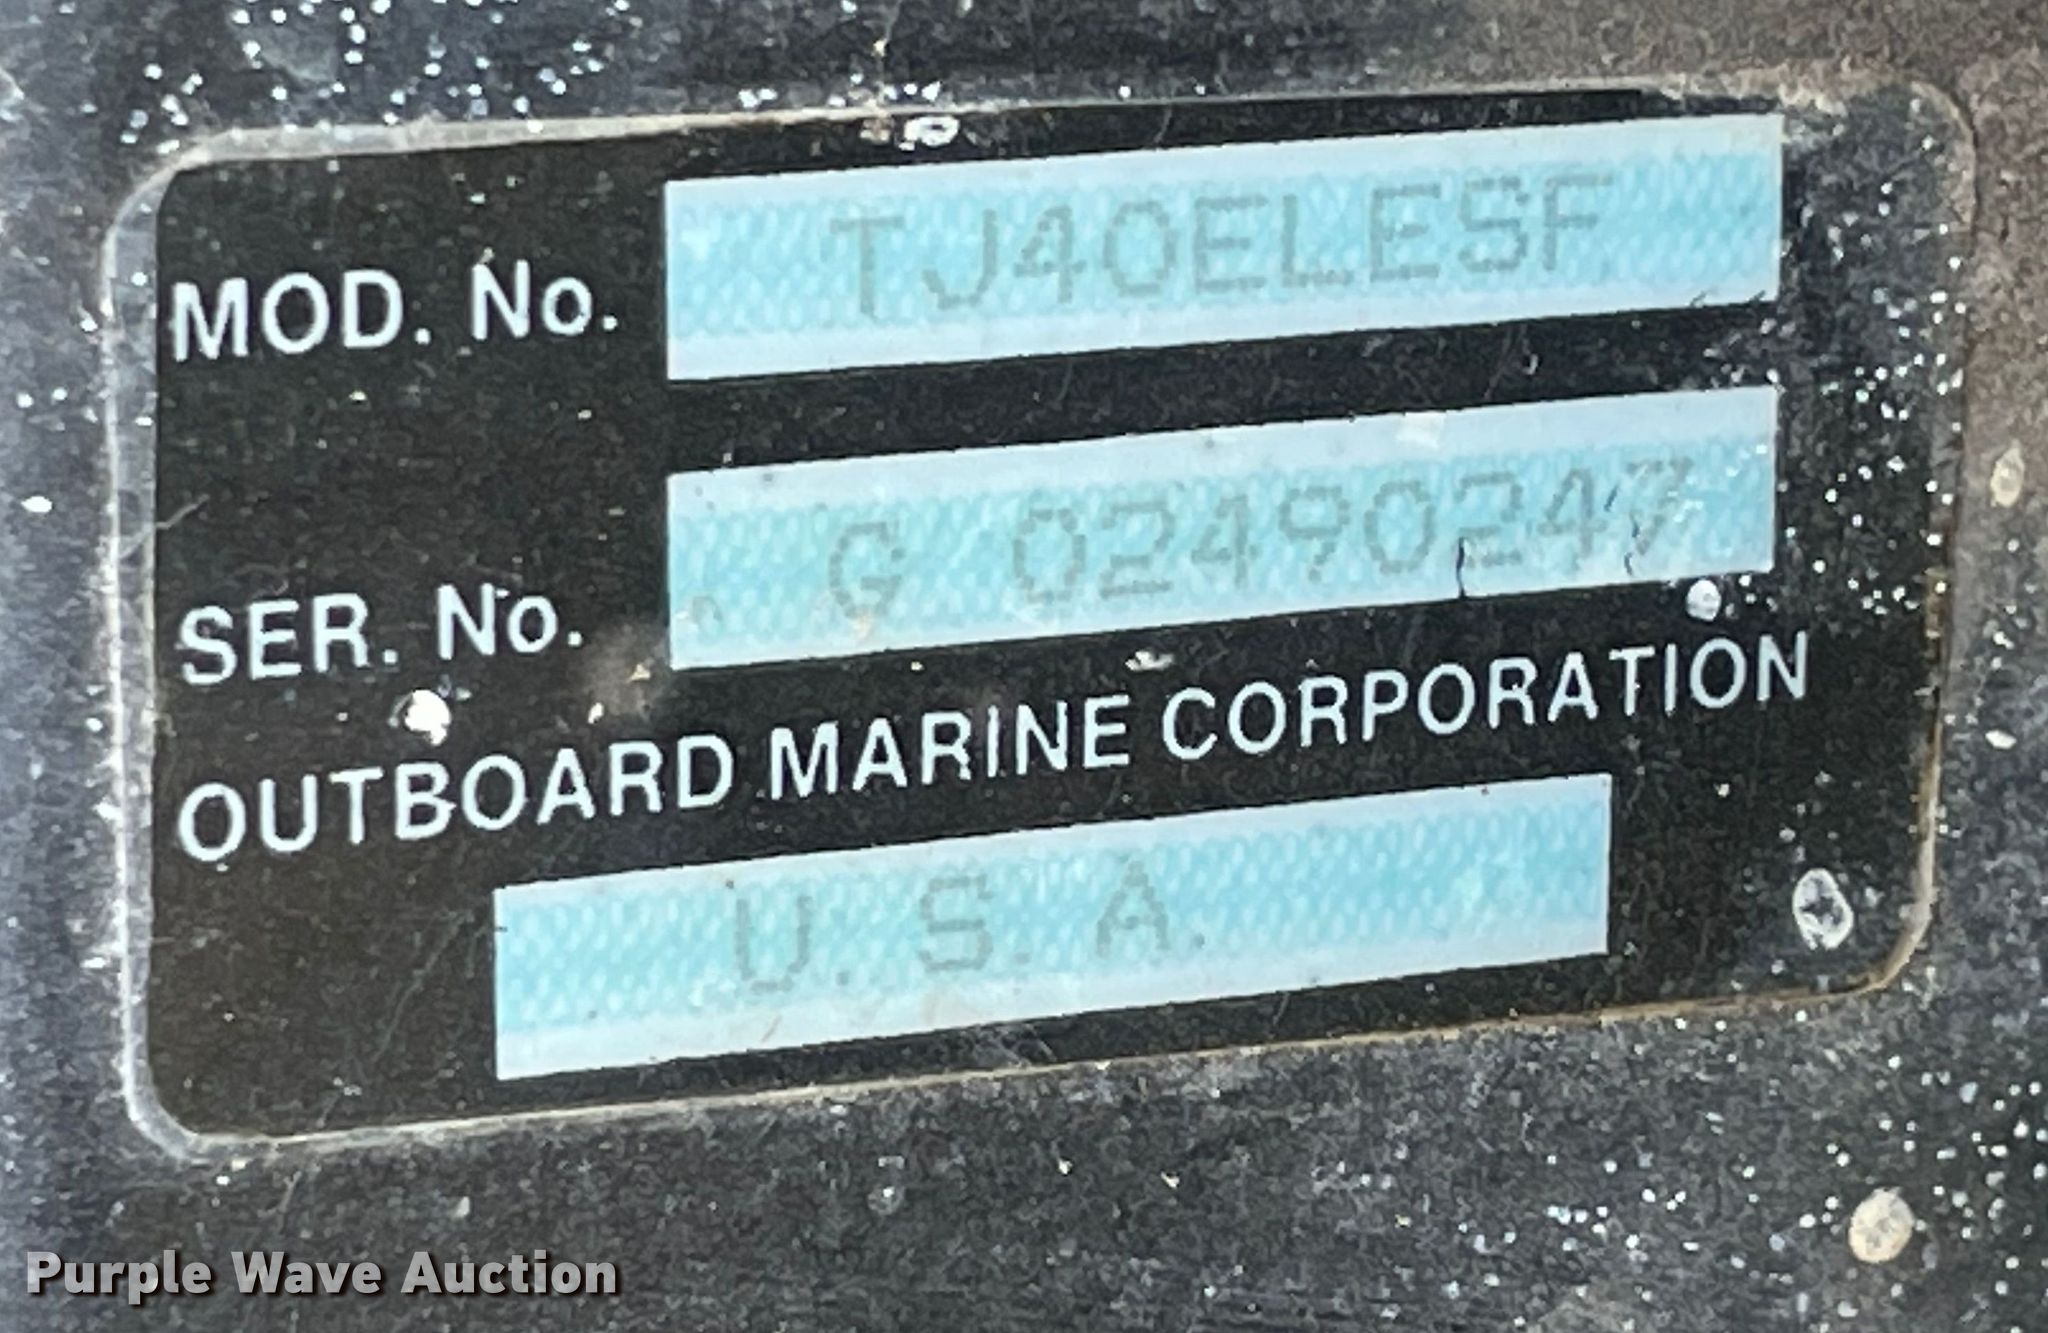 MOD. No. TJ40ELESF
SER. No. G 02490247
OUTBOARD MARINE CORPORATION
U.S.A.
Purple Wave Auction